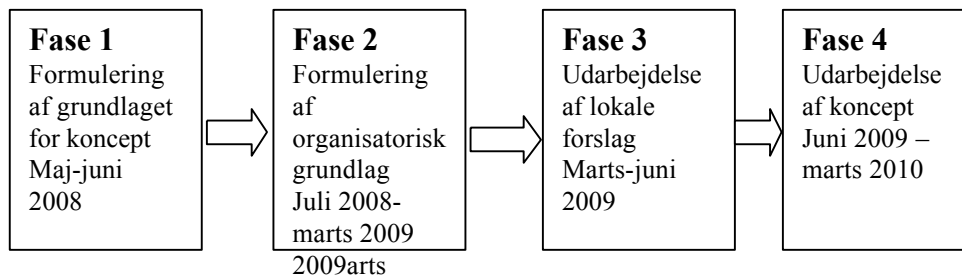 Fase 1
Formulering
af grundlaget
for koncept
Maj-juni
2008
Fase 2
Formulering
af
organisatorisk
grundlag
Juli 2008-
marts 2009
2009arts
Fase 3
Udarbejdelse
af lokale
forslag
Marts-juni
2009
Fase 4
Udarbejdelse
af koncept
Juni 2009 –
marts 2010